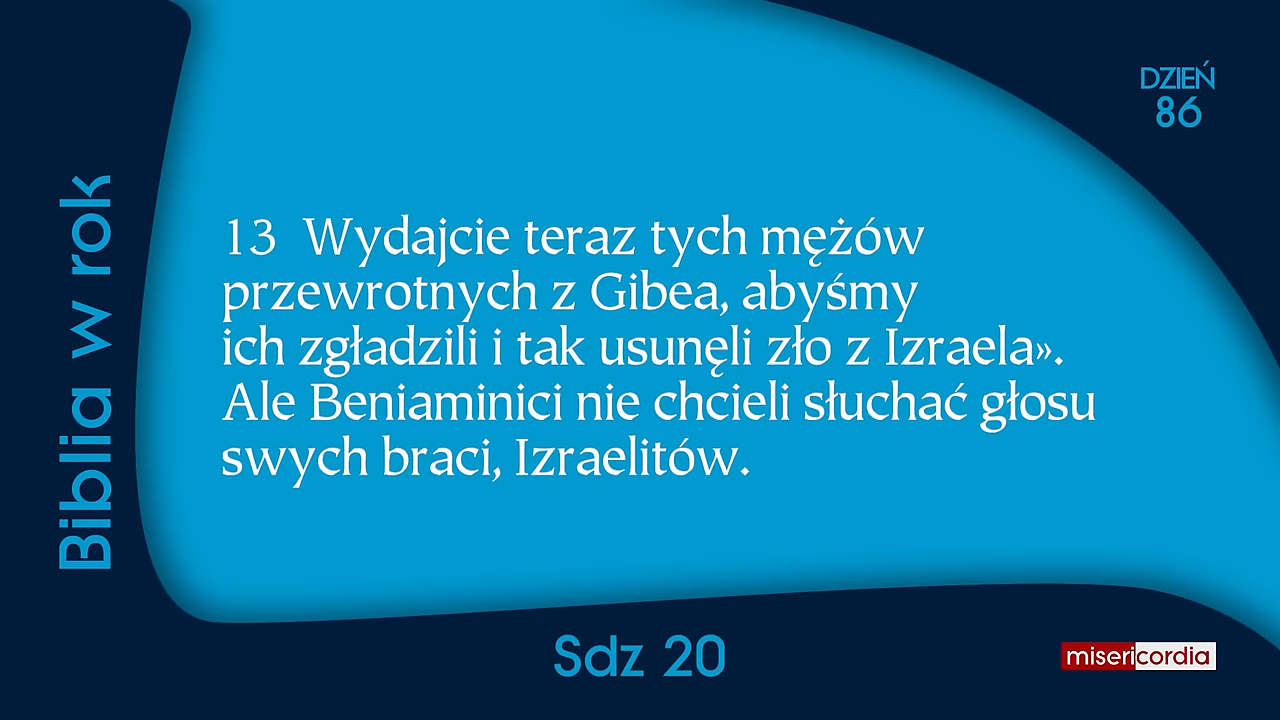 DZIEŃ
86
Biblia w rok
13 Wydajcie teraz tych mężów
przewrotnych z Gibea, abyśmy
ich zgładzili i tak usunęli zło z Izraela».
Ale Beniaminici nie chcieli słuchać głosu
swych braci, Izraelitów.
Sdz 20
misericordia